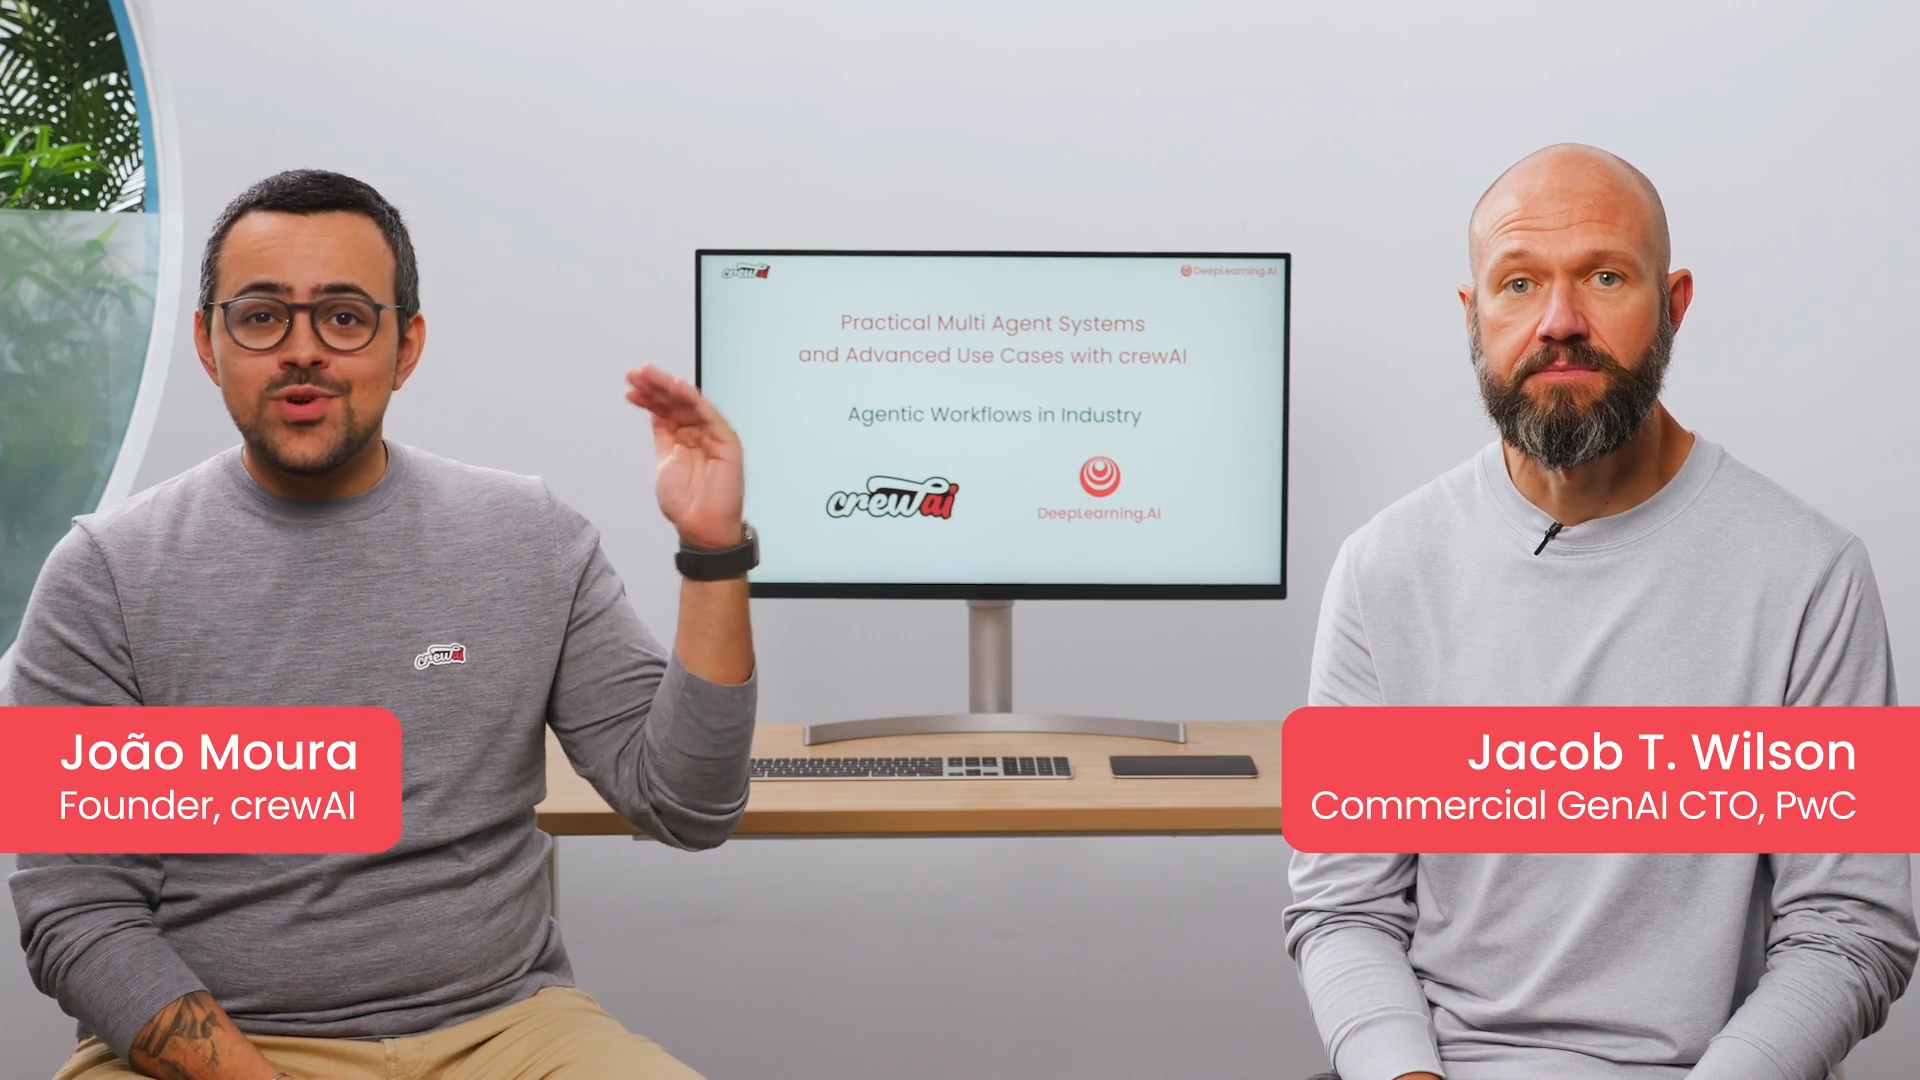 crewai
DeepLearning.AI
Practical Multi Agent Systems
and Advanced Use Cases with crewAI
Agentic Workflows in Industry
crewai
DeepLearning.AI
crewai
João Moura
Founder, crewAI
Jacob T. Wilson
Commercial GenAI CTO, PwC